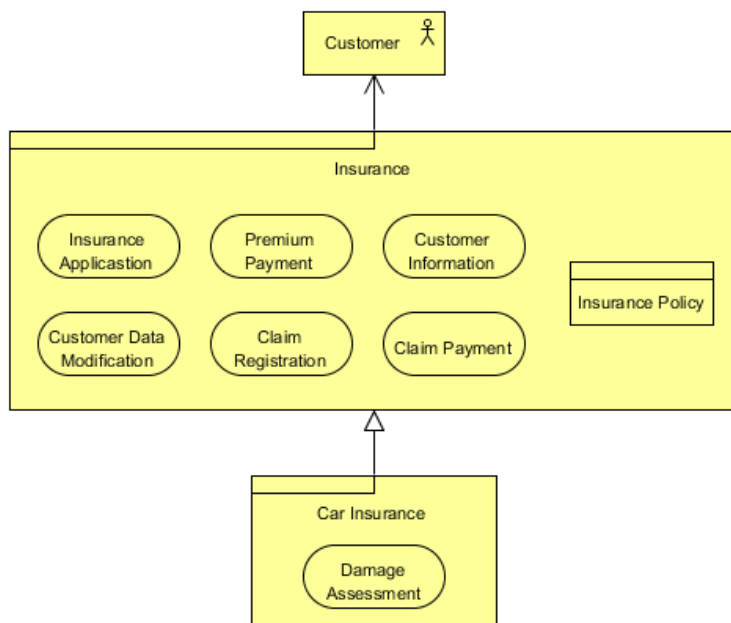 Customer
Insurance
Insurance
Applicastion
Premium
Payment
Customer
Information
Insurance Policy
Customer Data
Modification
Claim
Registration
Claim Payment
Car Insurance
Damage
Assessment